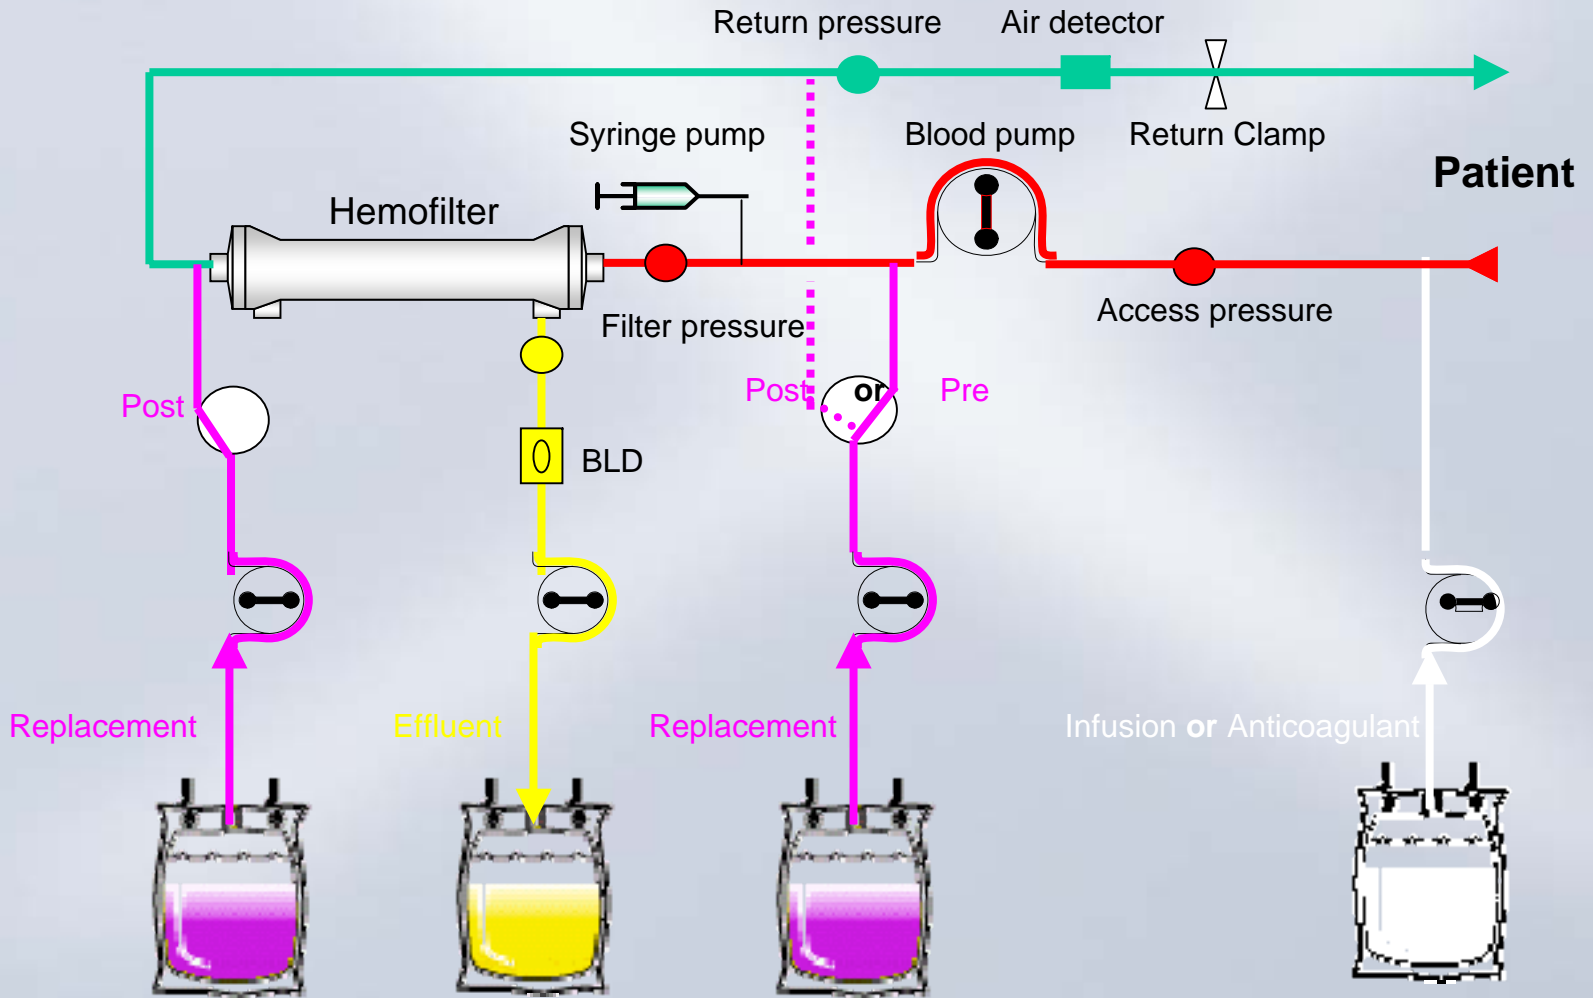 Return pressure
Air detector
Syringe pump
Blood pump
Return Clamp
Patient
Hemofilter
Filter pressure
Access pressure
Post
Post or Pre
BLD
Replacement
Effluent
Replacement
Infusion or Anticoagulant